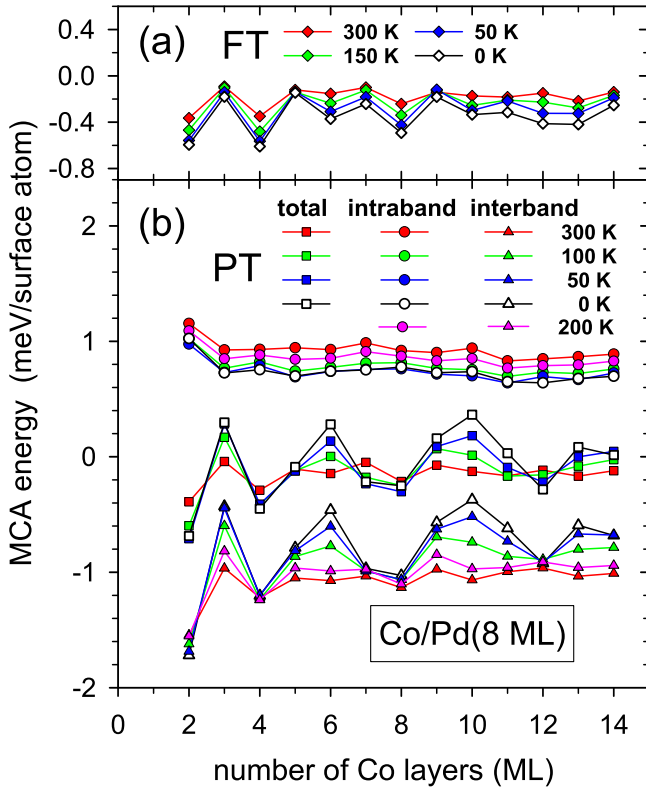 0.4
0.0
-0.4
-0.8
(a) FT
300 K 50 K
150 K 0 K
MCA energy (meV/surface atom)
2
1
0
-1
-2
(b) PT
total intraband interband
300 K
100 K
50 K
0 K
200 K
Co/Pd(8 ML)
0 2 4 6 8 10 12 14
number of Co layers (ML)